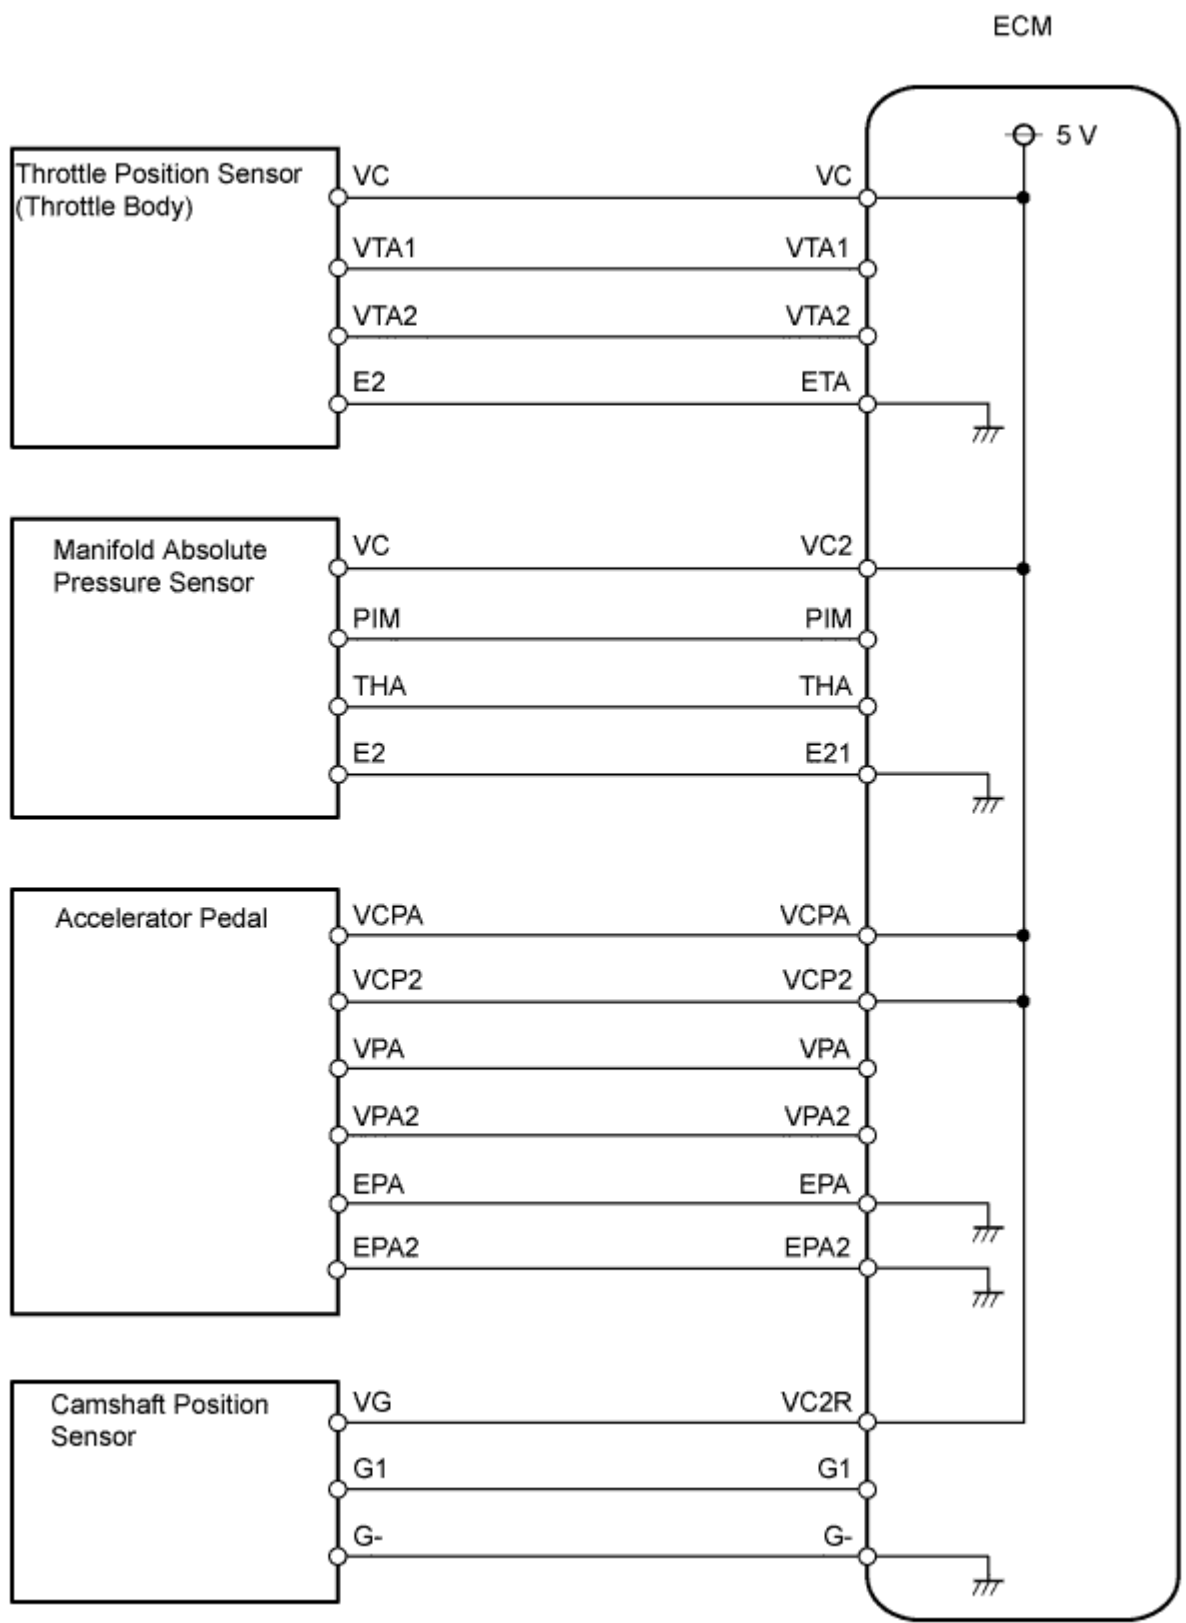 ECM
5 V
Throttle Position Sensor
(Throttle Body)
VC VC
VTA1 VTA1
VTA2 VTA2
E2 ETA
Manifold Absolute
Pressure Sensor
VC VC2
PIM PIM
THA THA
E2 E21
Accelerator Pedal
VCPA VCPA
VCP2 VCP2
VPA VPA
VPA2 VPA2
EPA EPA
EPA2 EPA2
Camshaft Position
Sensor
VG VC2R
G1 G1
G- G-